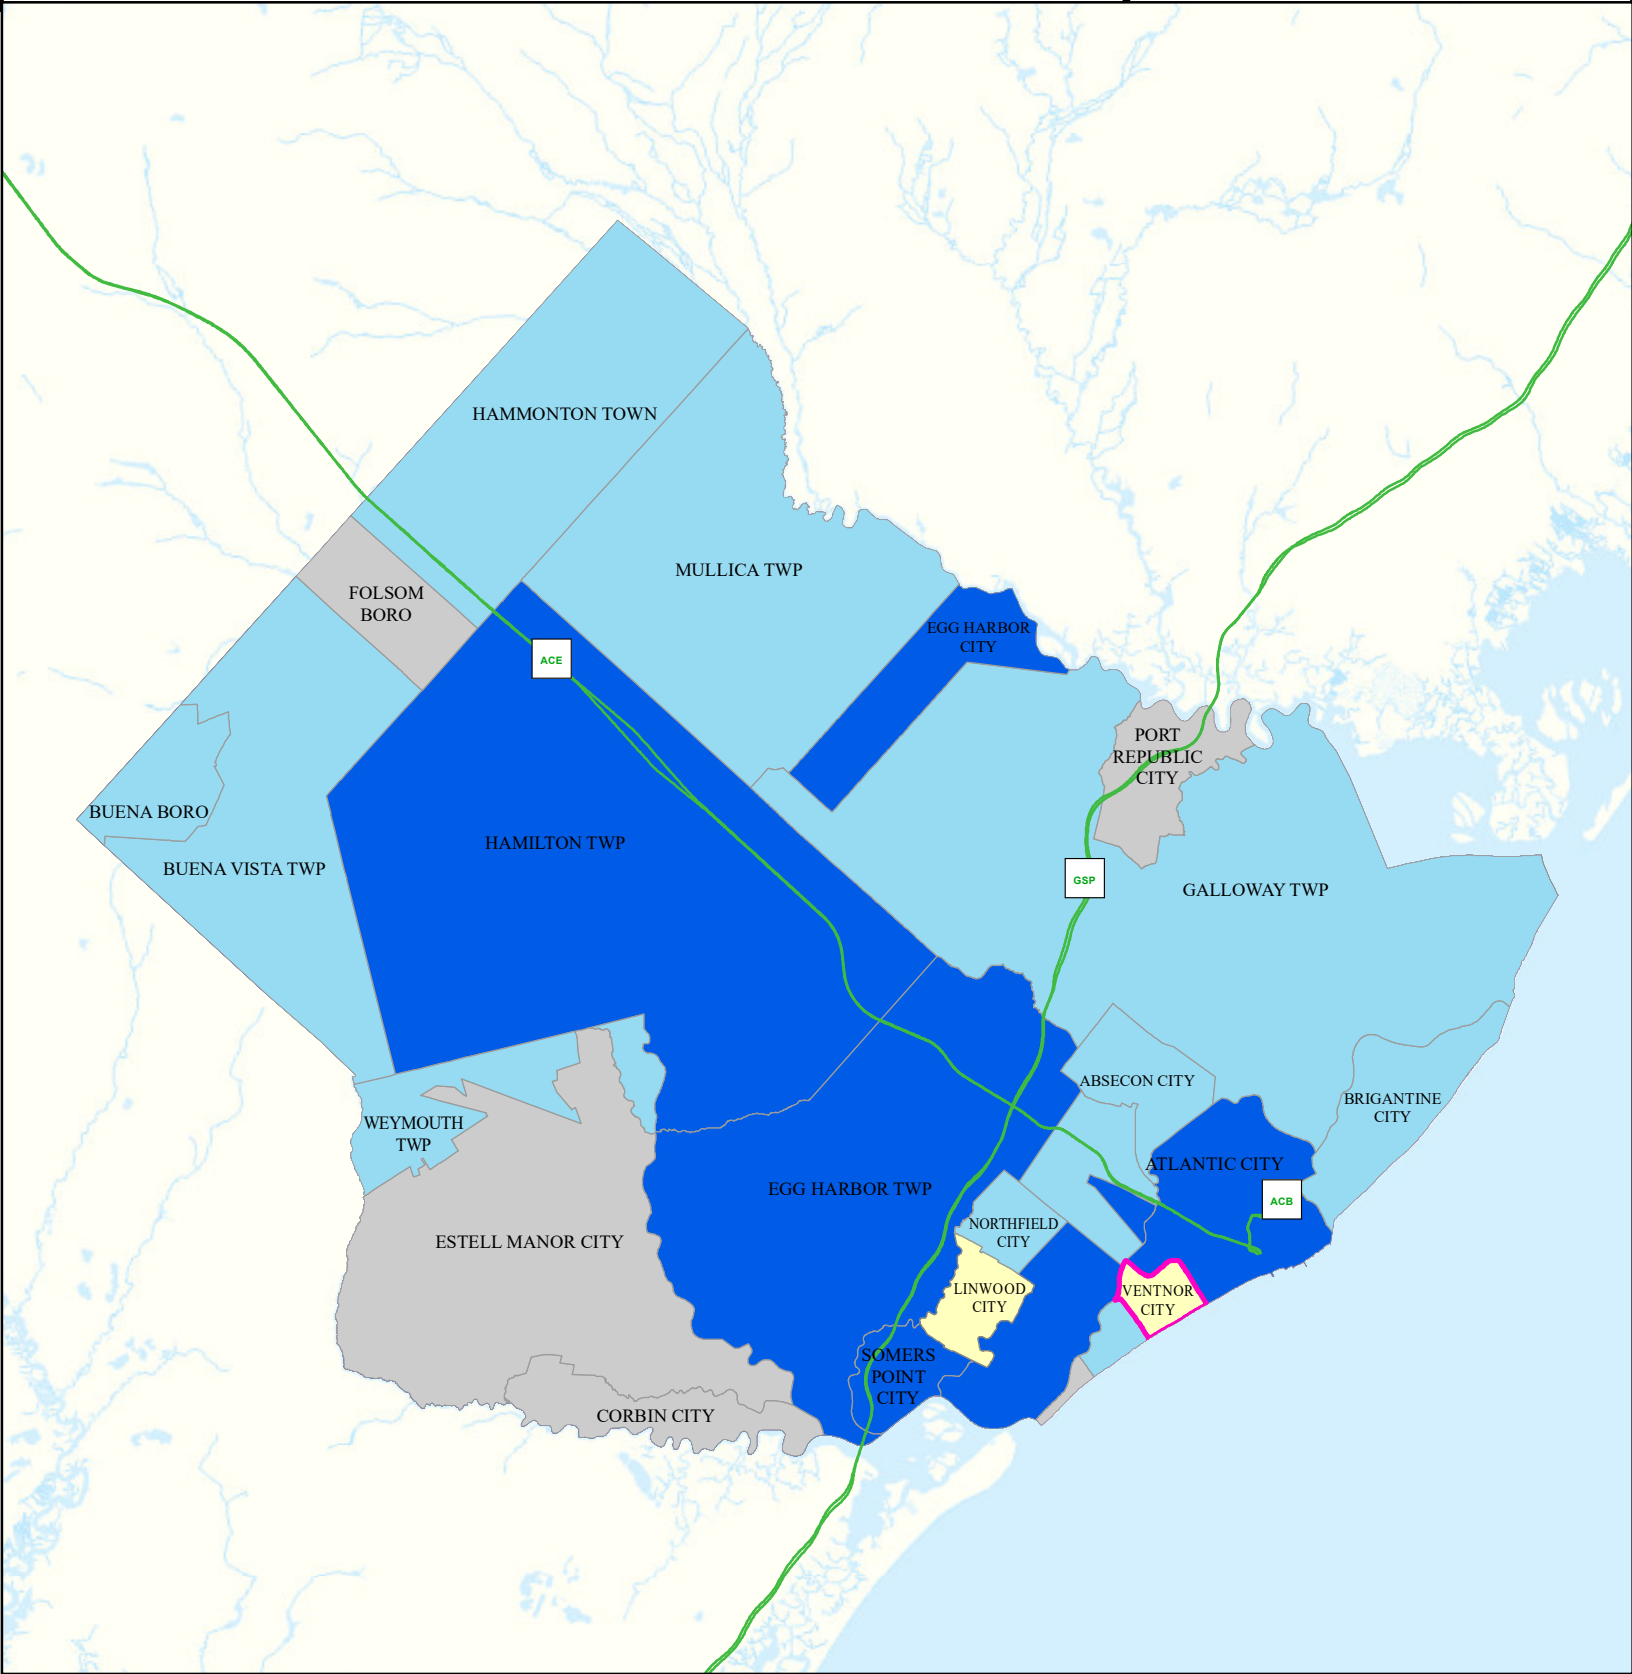 HAMMONTON TOWN
MULLICA TWP
FOLSOM
BORO
EGG HARBOR
CITY
ACE
PORT
REPUBLIC
CITY
BUENA BORO
HAMILTON TWP
BUENA VISTA TWP
GSP
GALLOWAY TWP
ABSECON CITY
BRIGANTINE
CITY
WEYMOUTH
TWP
ATLANTIC CITY
EGG HARBOR TWP
ACB
NORTHFIELD
CITY
ESTELL MANOR CITY
LINWOOD
CITY
VENTNOR
CITY
SOMERS
POINT
CITY
CORBIN CITY